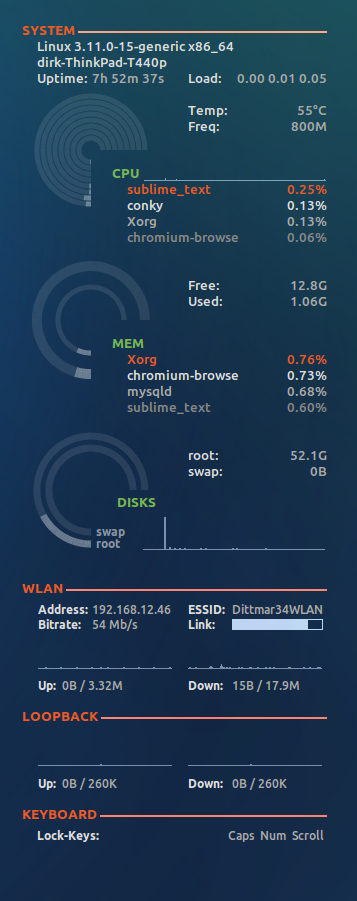 SYSTEM
Linux 3.11.0-15-generic x86_64
dirk-ThinkPad-T440p
Uptime: 7h 52m 37s Load: 0.00 0.01 0.05
Temp: 55°C
Freq: 800M
CPU
sublime_text 0.25%
conky 0.13%
Xorg 0.13%
chromium-browse 0.06%
Free: 12.8G
Used: 1.06G
MEM
Xorg 0.76%
chromium-browse 0.73%
mysqld 0.68%
sublime_text 0.60%
root: 52.1G
swap: 0B
DISKS
swap
root
WLAN
Address: 192.168.12.46 ESSID: Dittmar34WLAN
Bitrate: 54 Mb/s Link:
Up: 0B / 3.32M Down: 15B / 17.9M
LOOPBACK
Up: 0B / 260K Down: 0B / 260K
KEYBOARD
Lock-Keys: Caps Num Scroll